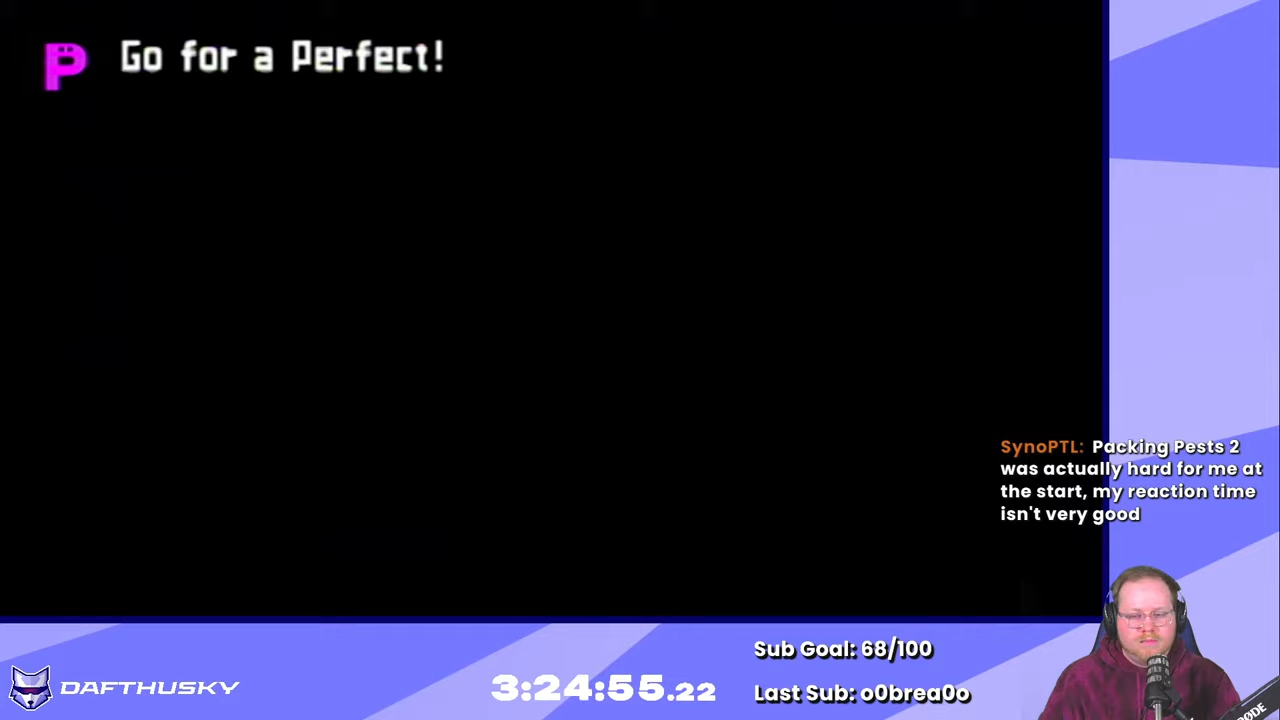 P Go for a Perfect!
SynoPTL: Packing Pests 2
was actually hard for me at
the start, my reaction time
isn't very good
Sub Goal: 68/100
DAFTHUSKY
3:24:55.22
Last Sub: o0brea0o